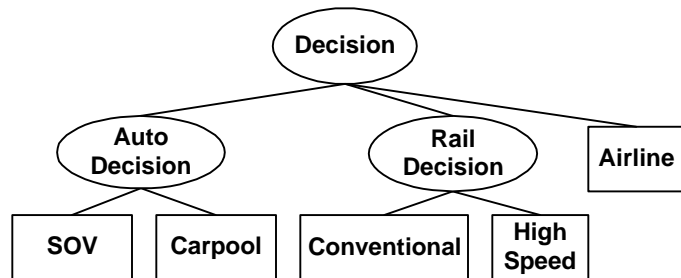 Decision
Auto
Decision
Rail
Decision
Airline
SOV
Carpool
Conventional
High
Speed